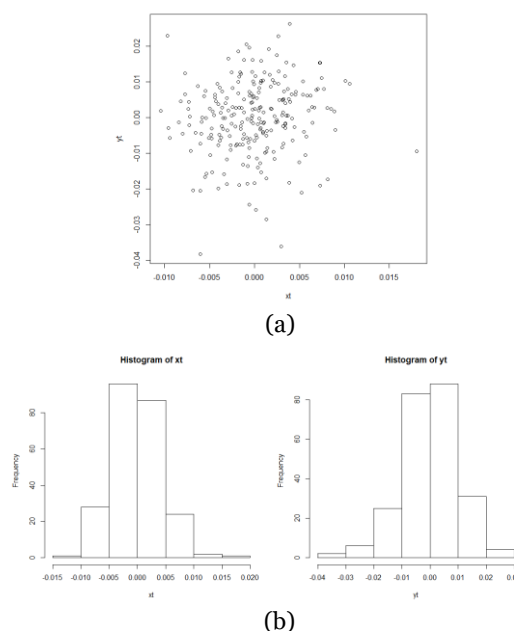 0.02
0.01
0.00
-0.01
-0.02
-0.03
-0.04
yt
-0.010 -0.005 0.000 0.005 0.010 0.015
xt
(a)
Histogram of xt
Frequency
0 20 40 60 80
-0.015 -0.010 -0.005 0.000 0.005 0.010 0.015 0.020
xt
Histogram of yt
Frequency
0 20 40 60 80
-0.04 -0.03 -0.02 -0.01 0.00 0.01 0.02
yt
(b)